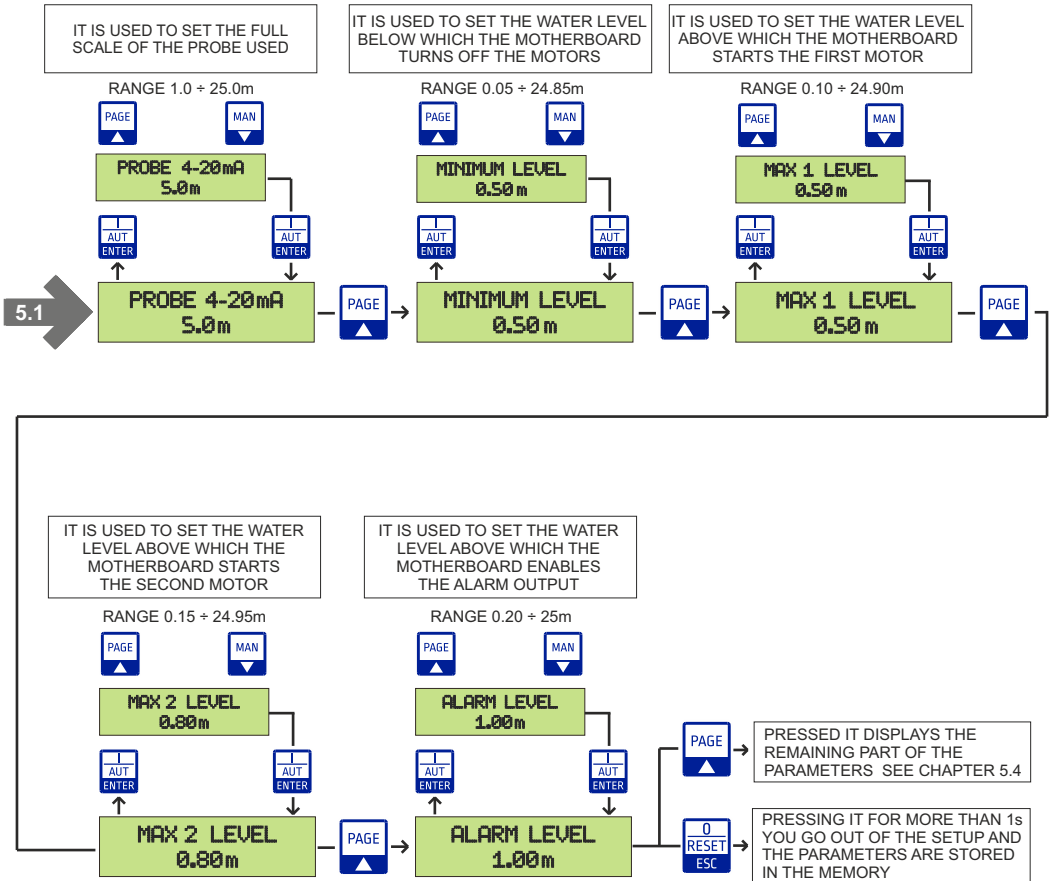 IT IS USED TO SET THE FULL
SCALE OF THE PROBE USED
RANGE 1.0 ÷ 25.0m
PAGE
MAN
PROBE 4-20mA
5.0m
I
AUT
ENTER
I
AUT
ENTER
5.1
PROBE 4-20mA
5.0m
PAGE
IT IS USED TO SET THE WATER LEVEL
BELOW WHICH THE MOTHERBOARD
TURNS OFF THE MOTORS
RANGE 0.05 ÷ 24.85m
PAGE
MAN
MINIMUM LEVEL
0.50 m
I
AUT
ENTER
I
AUT
ENTER
MINIMUM LEVEL
0.50 m
PAGE
IT IS USED TO SET THE WATER LEVEL
ABOVE WHICH THE MOTHERBOARD
STARTS THE FIRST MOTOR
RANGE 0.10 ÷ 24.90m
PAGE
MAN
MAX 1 LEVEL
0.50 m
I
AUT
ENTER
I
AUT
ENTER
MAX 1 LEVEL
0.50 m
PAGE
IT IS USED TO SET THE WATER
LEVEL ABOVE WHICH THE
MOTHERBOARD STARTS
THE SECOND MOTOR
RANGE 0.15 ÷ 24.95m
PAGE
MAN
MAX 2 LEVEL
0.80m
I
AUT
ENTER
I
AUT
ENTER
MAX 2 LEVEL
0.80m
PAGE
IT IS USED TO SET THE WATER
LEVEL ABOVE WHICH THE
MOTHERBOARD ENABLES
THE ALARM OUTPUT
RANGE 0.20 ÷ 25m
PAGE
MAN
ALARM LEVEL
1.00m
I
AUT
ENTER
I
AUT
ENTER
ALARM LEVEL
1.00m
PAGE
PRESSED IT DISPLAYS THE
REMAINING PART OF THE
PARAMETERS SEE CHAPTER 5.4
0
RESET
ESC
PRESSING IT FOR MORE THAN 1s
YOU GO OUT OF THE SETUP AND
THE PARAMETERS ARE STORED
IN THE MEMORY